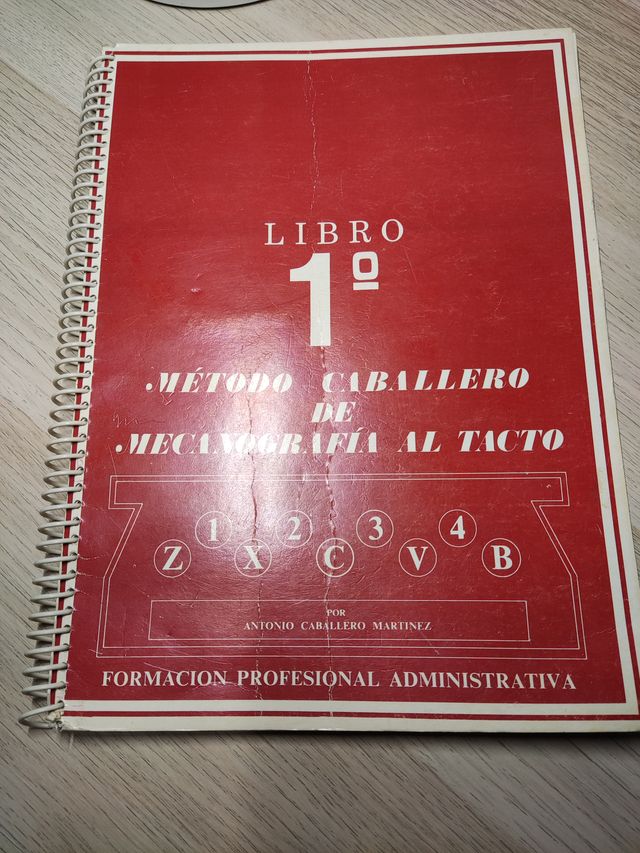 LIBRO
1º
MÉTODO CABALLERO
DE
MECANOGRAFÍA AL TACTO
1 2 3 4
Z X C V B
POR
ANTONIO CABALLERO MARTINEZ
FORMACION PROFESIONAL ADMINISTRATIVA